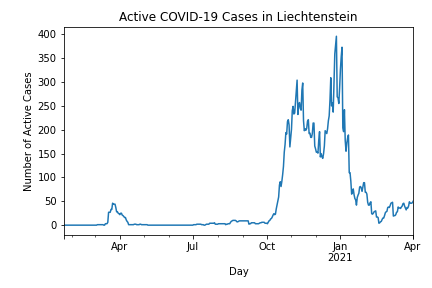 Active COVID-19 Cases in Liechtenstein
Number of Active Cases
400
350
300
250
200
150
100
50
0
Apr
Jul
Oct
Jan
2021
Apr
Day